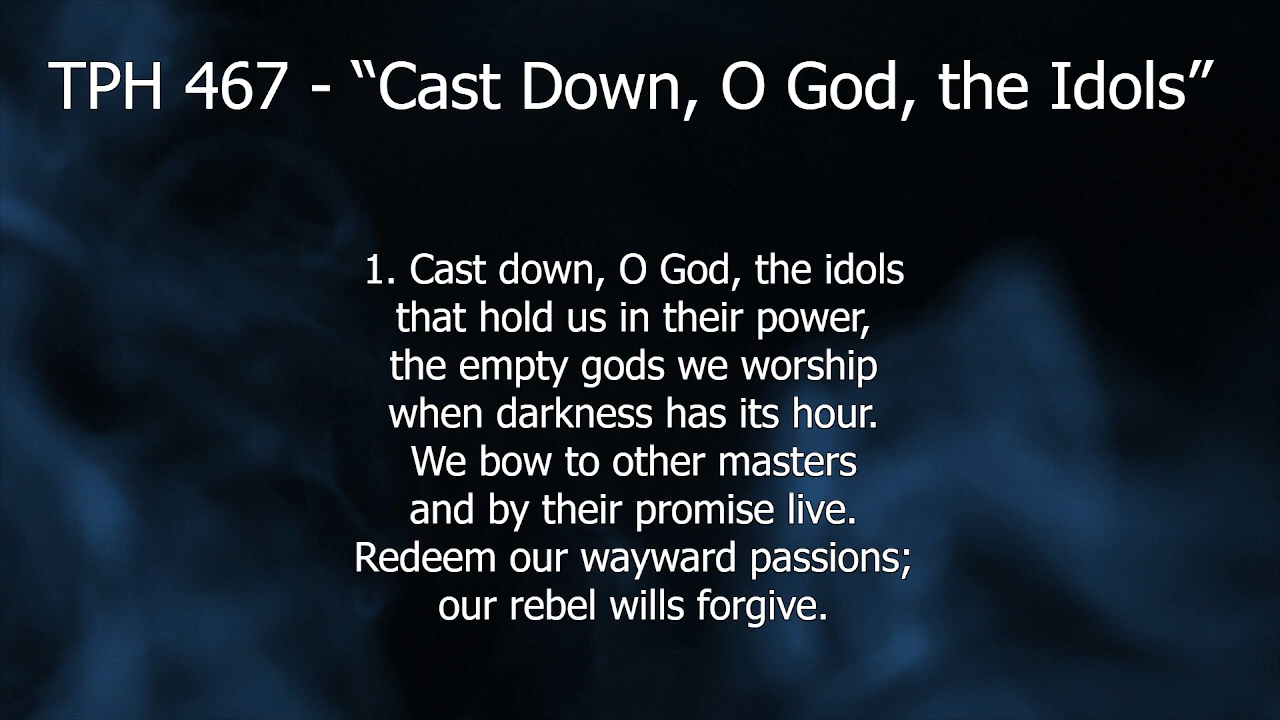 TPH 467 - “Cast Down, O God, the Idols”
1. Cast down, O God, the idols
that hold us in their power,
the empty gods we worship
when darkness has its hour.
We bow to other masters
and by their promise live.
Redeem our wayward passions;
our rebel wills forgive.